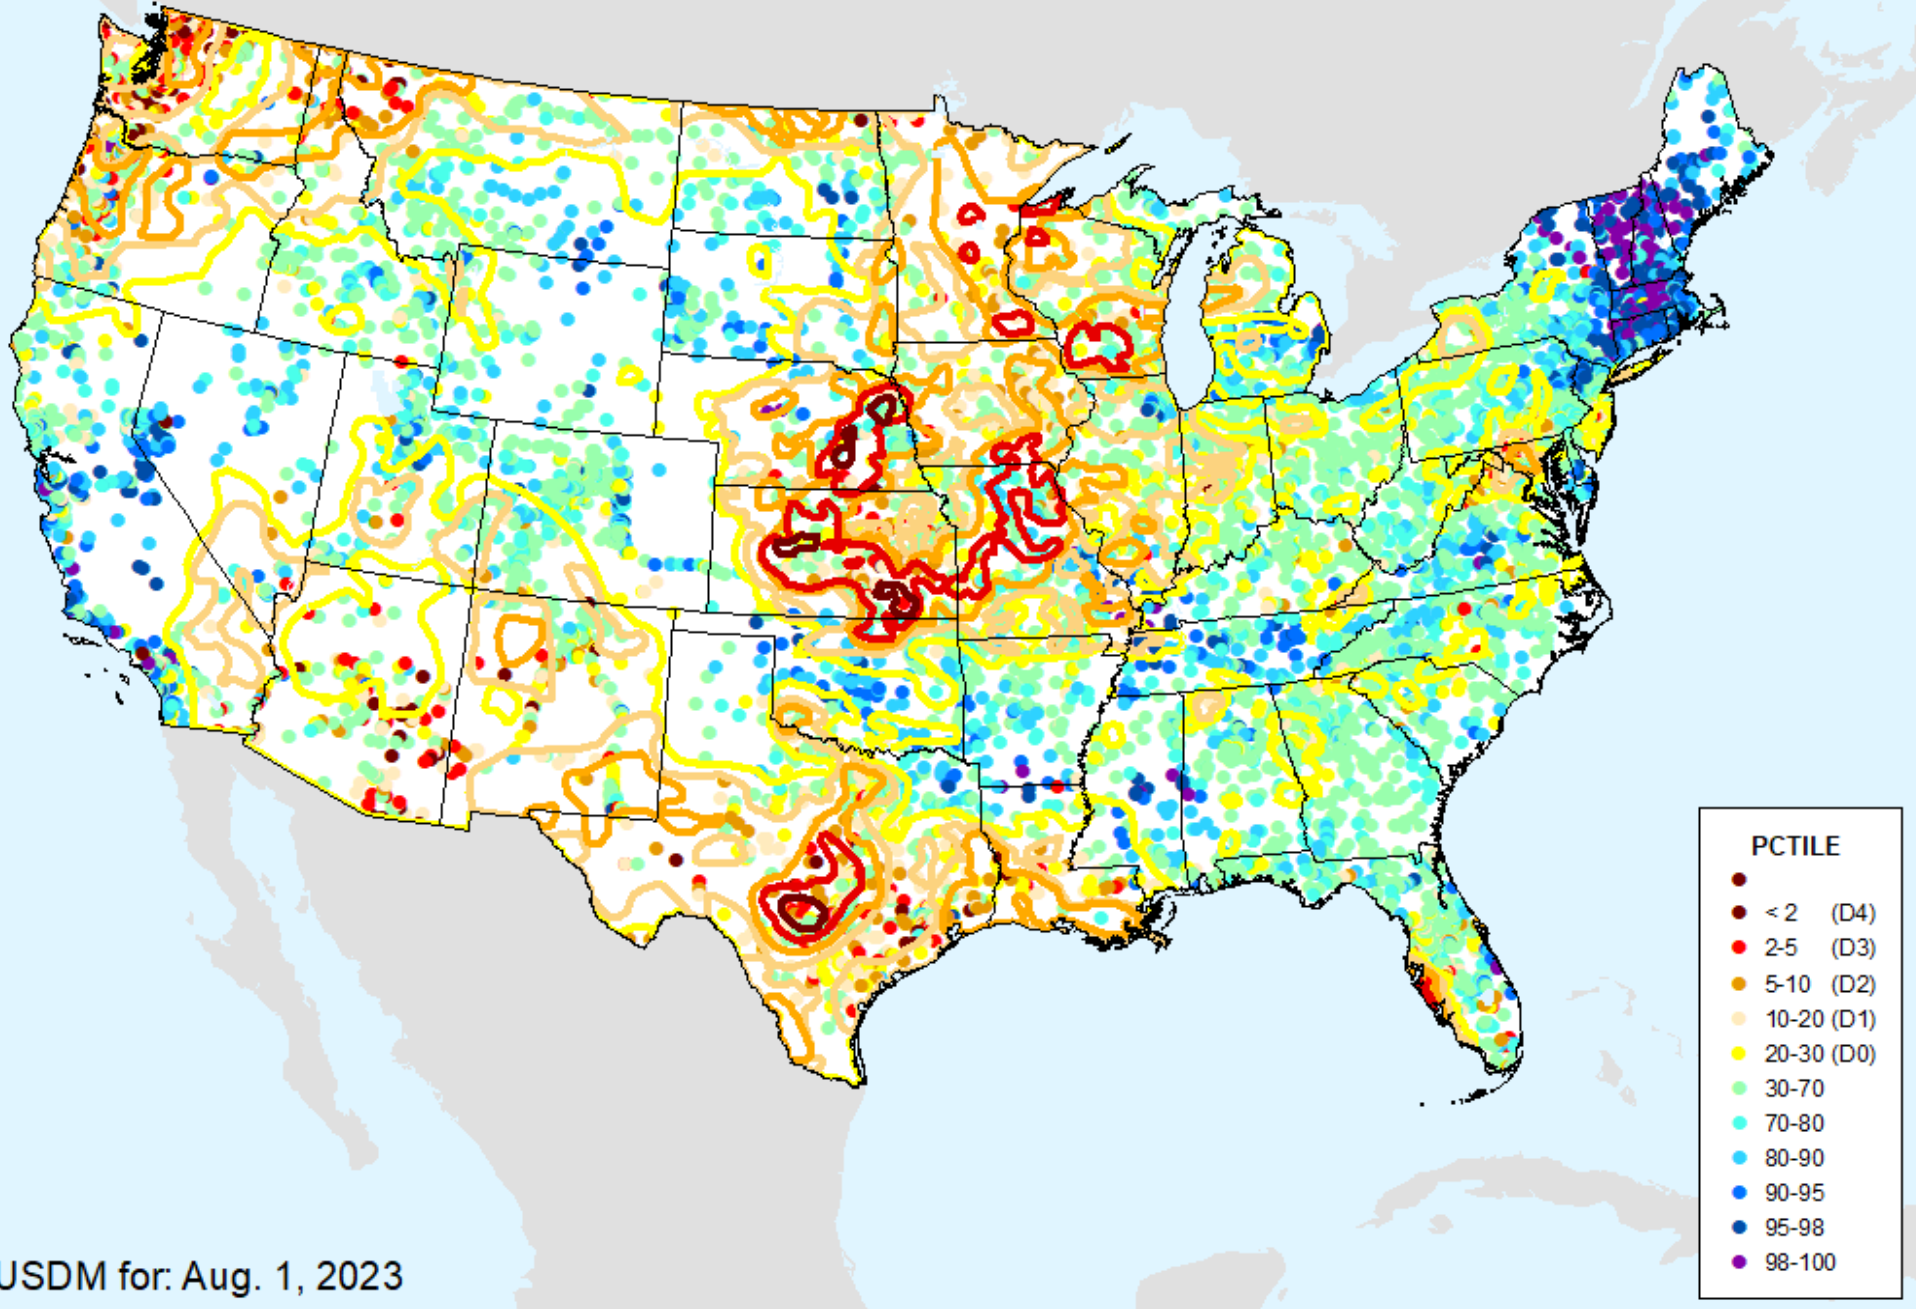 PCTILE
< 2 (D4)
2-5 (D3)
5-10 (D2)
10-20 (D1)
20-30 (D0)
30-70
70-80
80-90
90-95
95-98
98-100
USDM for: Aug. 1, 2023